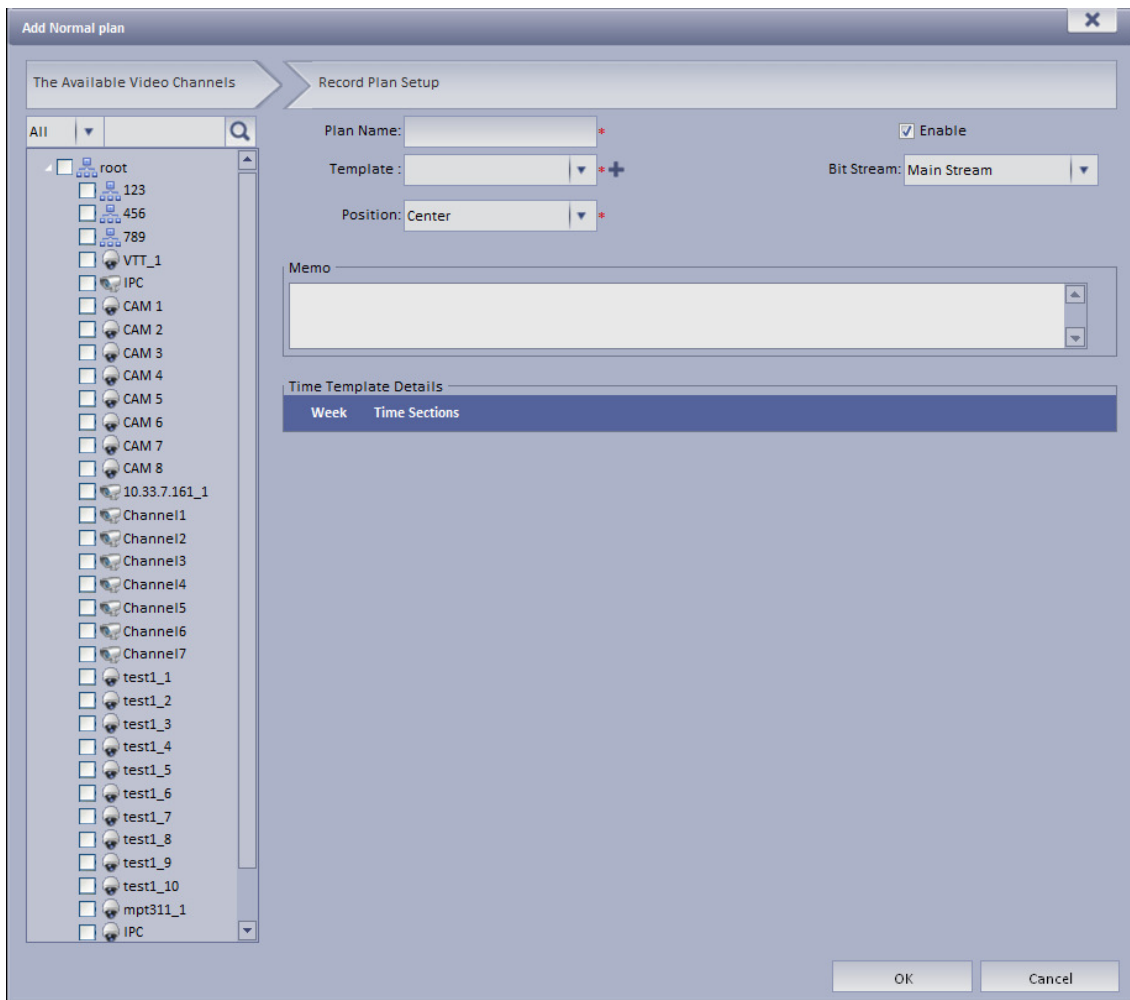 Add Normal plan
The Available Video Channels
Record Plan Setup
All
root
123
456
789
VTT_1
IPC
CAM 1
CAM 2
CAM 3
CAM 4
CAM 5
CAM 6
CAM 7
CAM 8
10.33.7.161_1
Channel1
Channel2
Channel3
Channel4
Channel5
Channel6
Channel7
test1_1
test1_2
test1_3
test1_4
test1_5
test1_6
test1_7
test1_8
test1_9
test1_10
mpt311_1
IPC
Plan Name: *
Enable
Template : *
Bit Stream: Main Stream
Position: Center *
Memo
Time Template Details
Week Time Sections
OK
Cancel